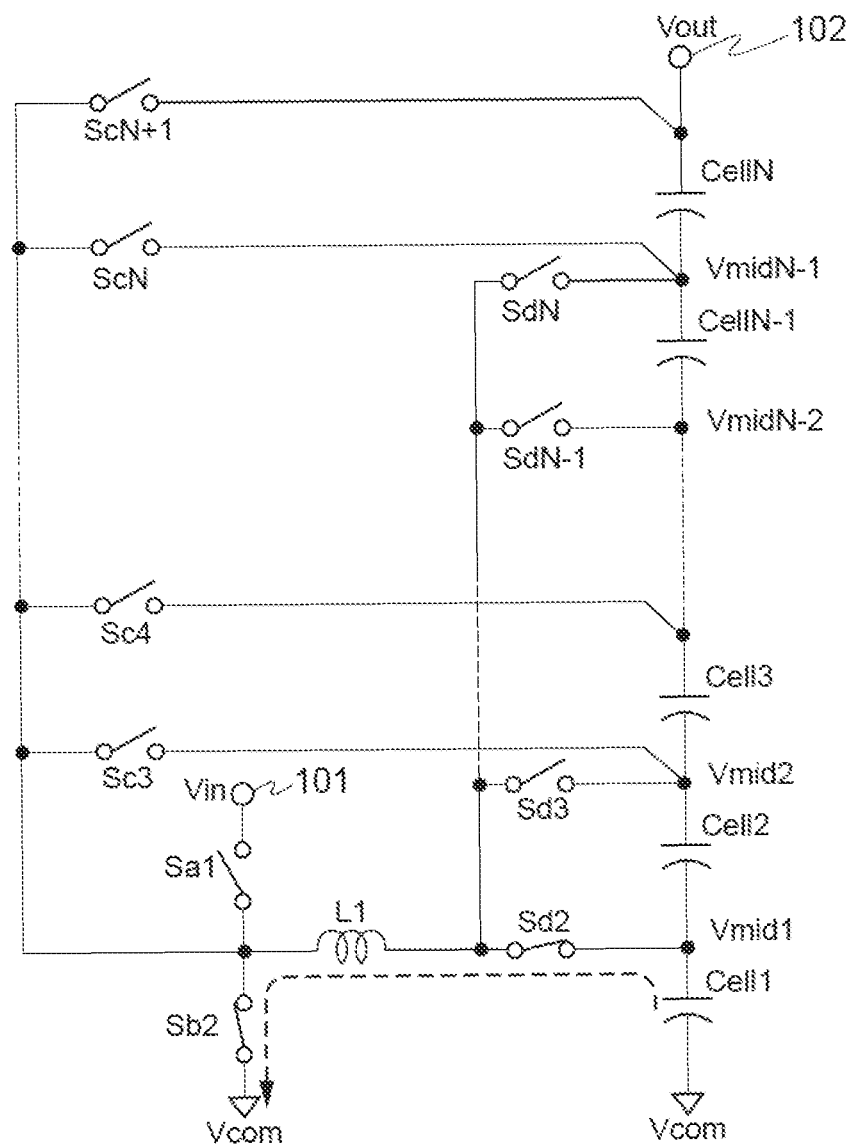 Vout 102
ScN+1
CellN
ScN
VmidN-1
SdN
CellN-1
VmidN-2
SdN-1
Sc4
Cell3
Sc3
Vmid2
Vin 101
Sd3
Cell2
Sa1
L1
Sd2
Vmid1
Cell1
Sb2
Vcom
Vcom